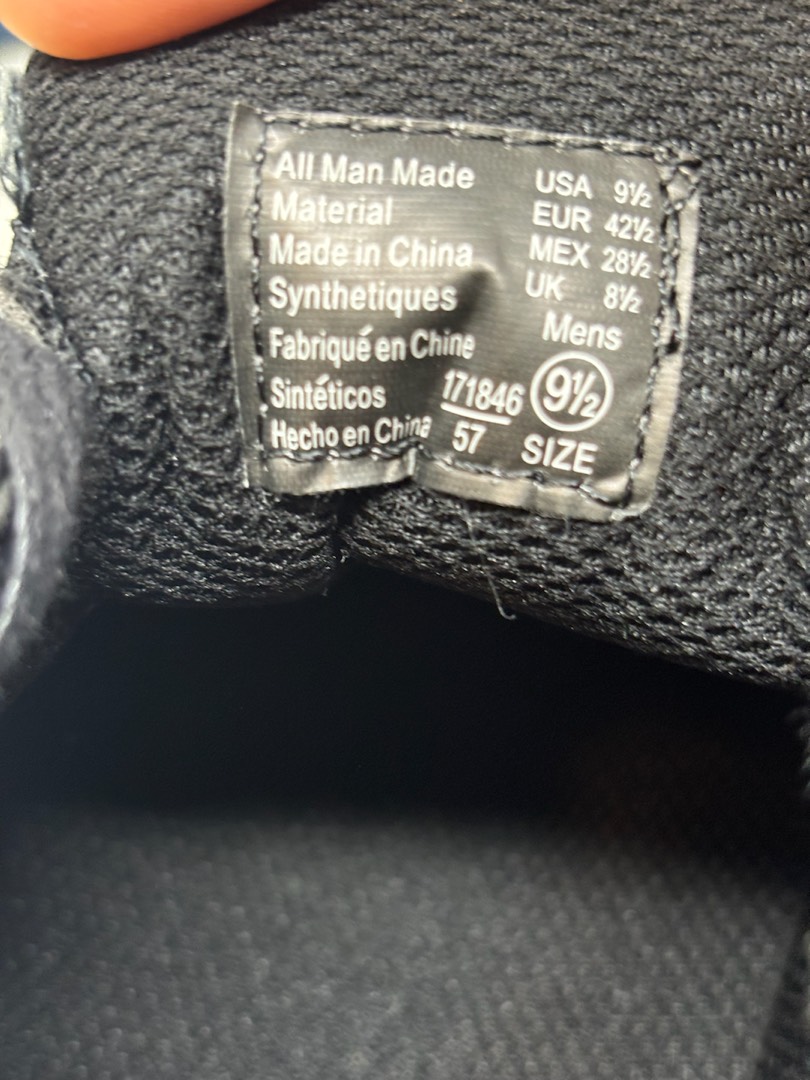 All Man Made
Material
Made in China
Synthetiques
Fabriqué en Chine
Sintéticos
Hecho en China
171846
57
USA 9½
EUR 42½
MEX 28½
UK 8½
Mens
9½
SIZE